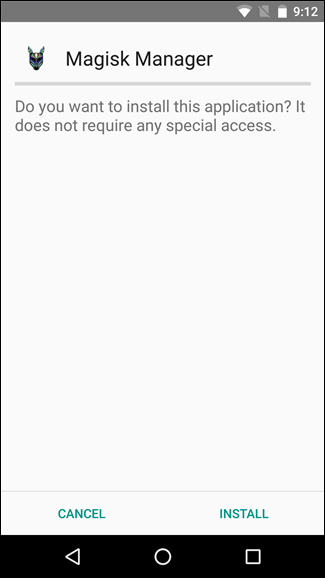 9:12
Magisk Manager
Do you want to install this application? It
does not require any special access.
CANCEL INSTALL